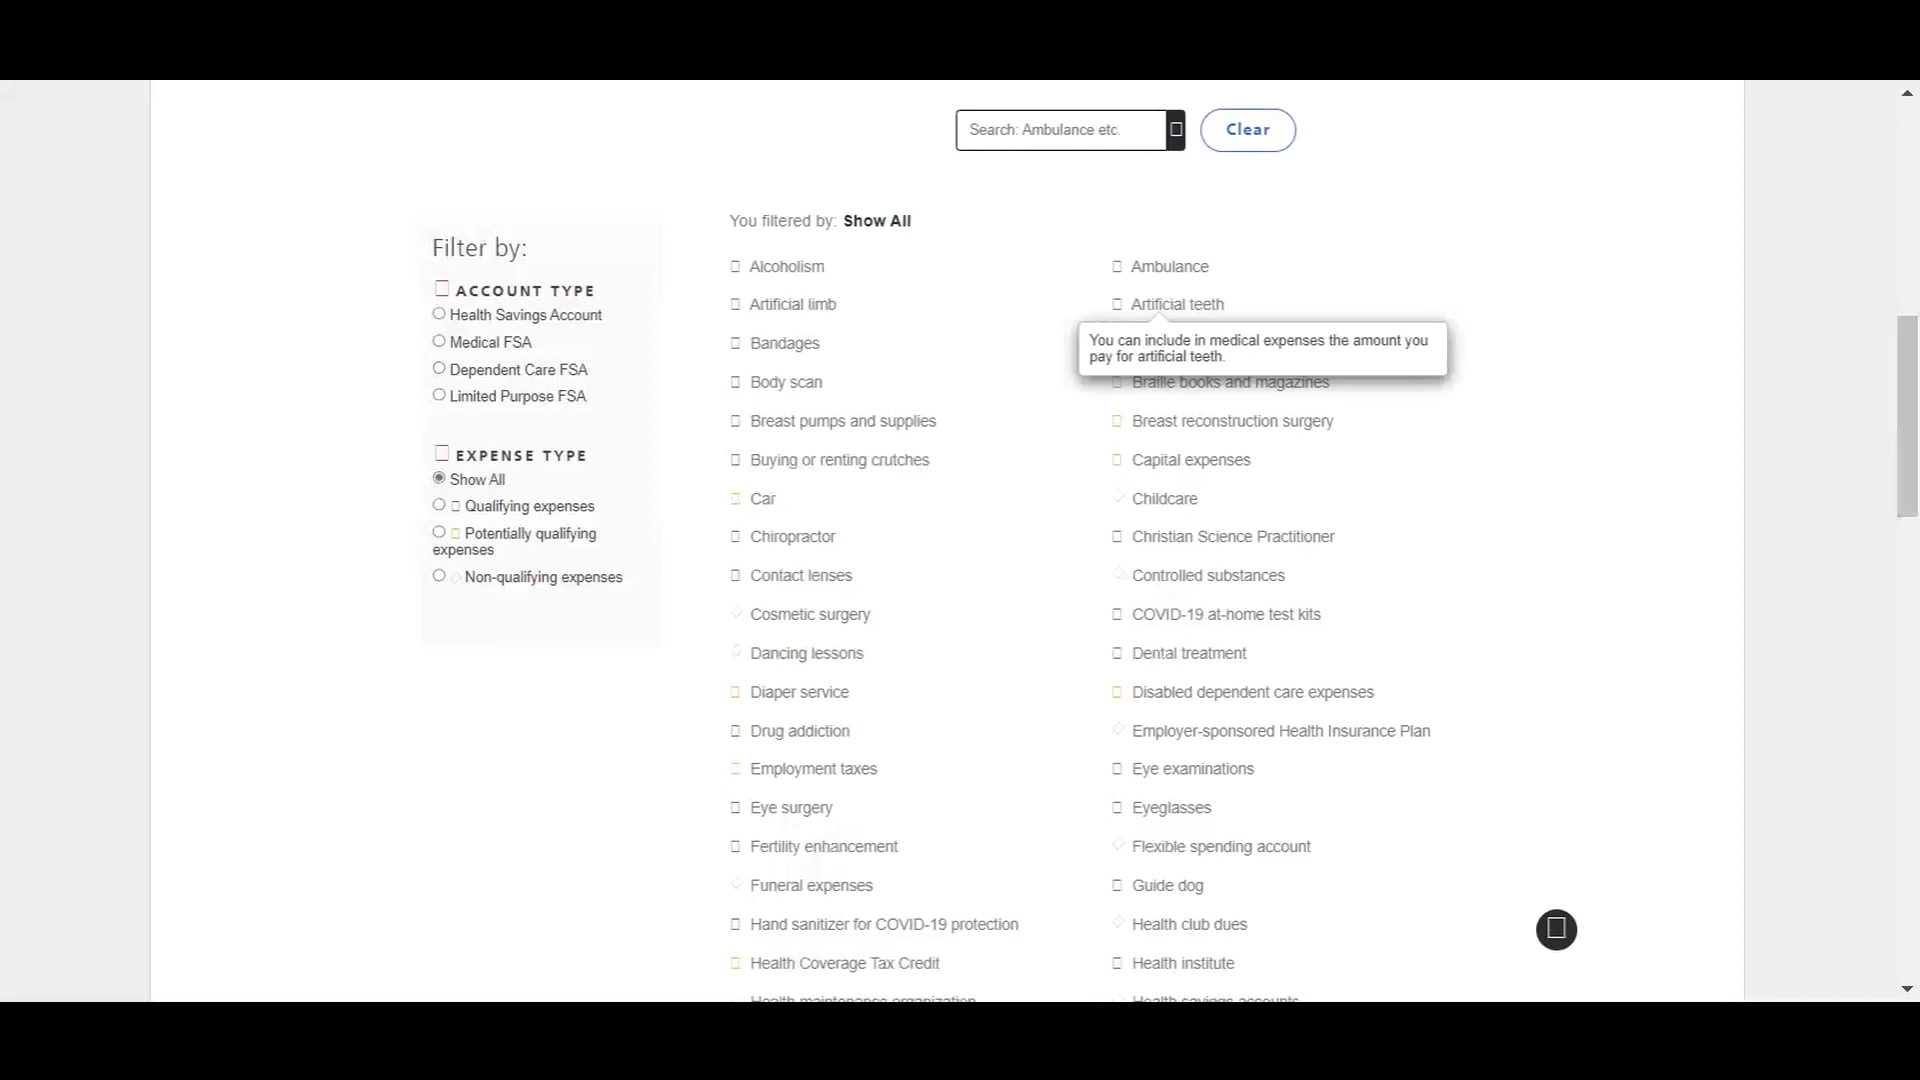 Search: Ambulance etc.
Clear
You filtered by: Show All
Filter by:
ACCOUNT TYPE
Health Savings Account
Medical FSA
Dependent Care FSA
Limited Purpose FSA
EXPENSE TYPE
Show All
Qualifying expenses
Potentially qualifying
expenses
Non-qualifying expenses
Alcoholism
Ambulance
Artificial limb
Artificial teeth
You can include in medical expenses the amount you
pay for artificial teeth.
Bandages
Body scan
Braille books and magazines
Breast pumps and supplies
Breast reconstruction surgery
Buying or renting crutches
Capital expenses
Car
Childcare
Chiropractor
Christian Science Practitioner
Contact lenses
Controlled substances
Cosmetic surgery
COVID-19 at-home test kits
Dancing lessons
Dental treatment
Diaper service
Disabled dependent care expenses
Drug addiction
Employer-sponsored Health Insurance Plan
Employment taxes
Eye examinations
Eye surgery
Eyeglasses
Fertility enhancement
Flexible spending account
Funeral expenses
Guide dog
Hand sanitizer for COVID-19 protection
Health club dues
Health Coverage Tax Credit
Health institute
Health maintenance organization
Health savings accounts